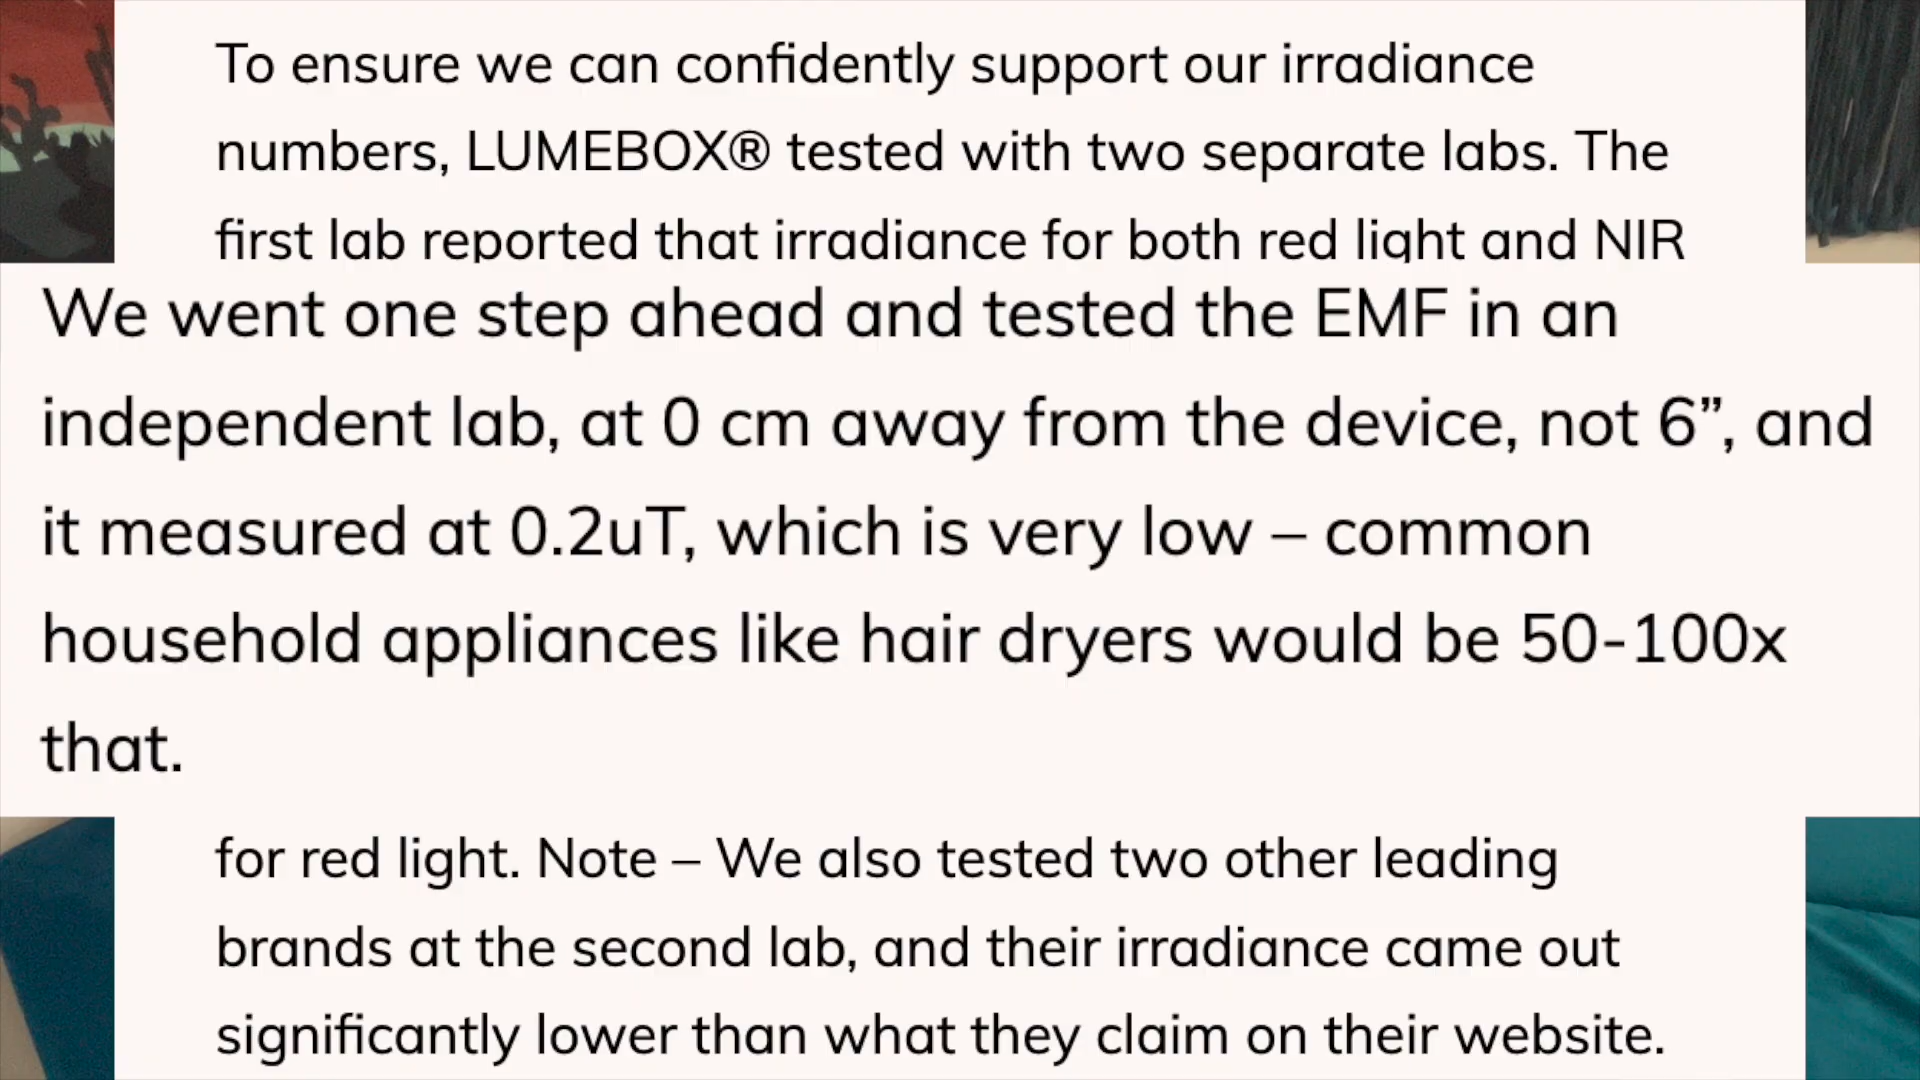 To ensure we can confidently support our irradiance
numbers, LUMEBOX® tested with two separate labs. The
first lab reported that irradiance for both red light and NIR
We went one step ahead and tested the EMF in an
independent lab, at 0 cm away from the device, not 6”, and
it measured at 0.2uT, which is very low – common
household appliances like hair dryers would be 50-100x
that.
for red light. Note – We also tested two other leading
brands at the second lab, and their irradiance came out
significantly lower than what they claim on their website.